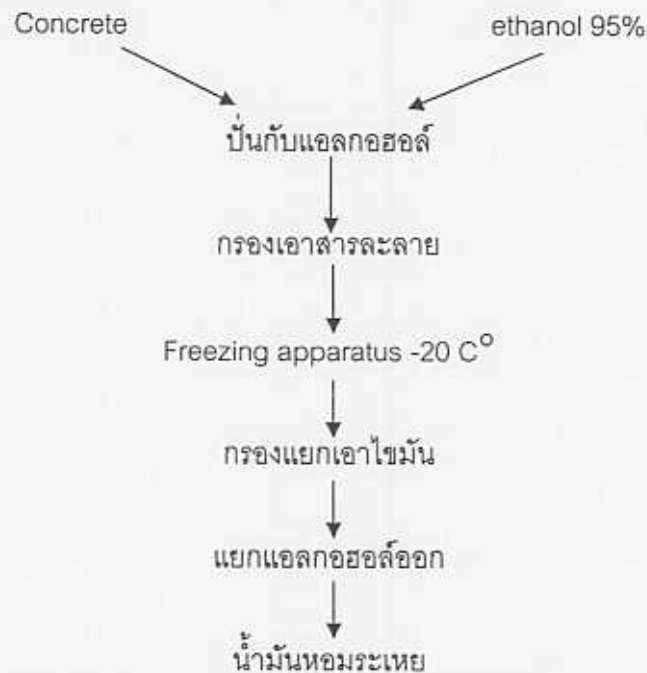 Concrete
ethanol 95%
ปั่นกับแอลกอฮอล์
กรองเอาสารละลาย
Freezing apparatus -20 C°
กรองแยกเอาไขมัน
แยกแอลกอฮอล์ออก
น้ำมันหอมระเหย